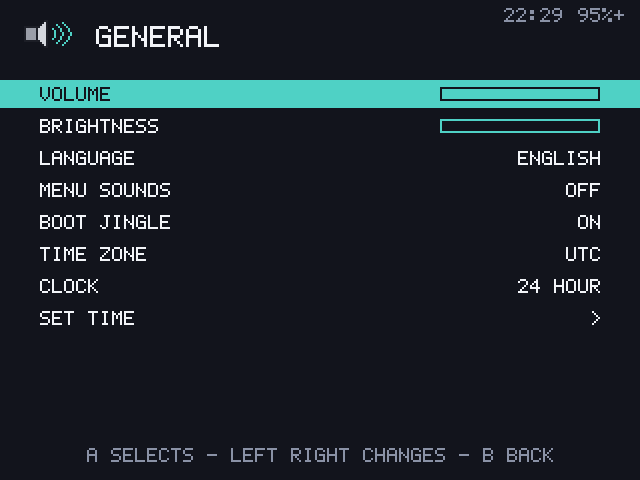 22:29 95%+
GENERAL
VOLUME
BRIGHTNESS
LANGUAGE ENGLISH
MENU SOUNDS OFF
BOOT JINGLE ON
TIME ZONE UTC
CLOCK 24 HOUR
SET TIME >
A SELECTS - LEFT RIGHT CHANGES - B BACK